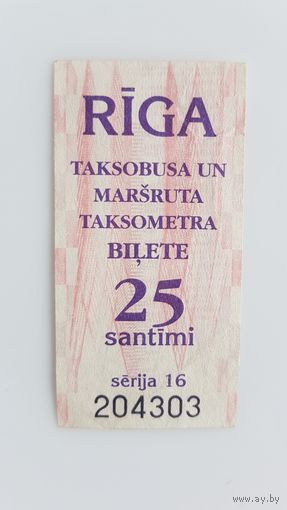 RĪGA
TAKSOBUSA UN
MARŠRUTA
TAKSOMETRA
BIĻETE
25
santīmi
sērija 16
204303
www.ay.by